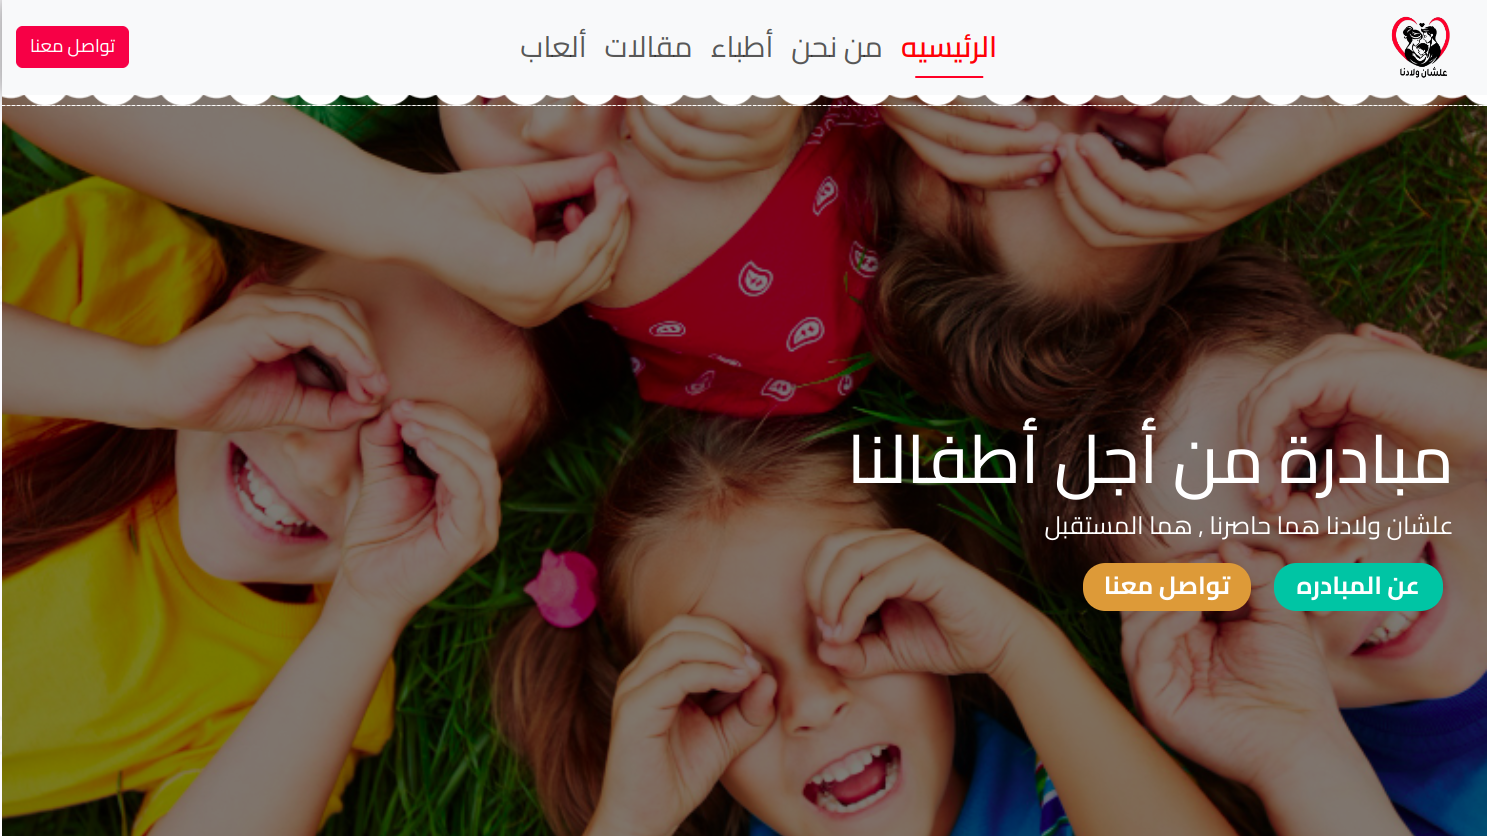 علشان ولادنا
الرئيسيه
من نحن
أطباء
مقالات
ألعاب
تواصل معنا
مبادرة من أجل أطفالنا
علشان ولادنا هما حاضرنا , هما المستقبل
عن المبادره
تواصل معنا